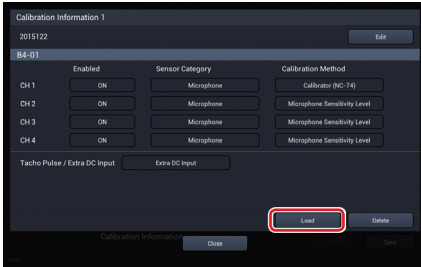 Calibration Information 1
2015122 Edit
B4-01
Enabled Sensor Category Calibration Method
CH 1 ON Microphone Calibrator (NC-74)
CH 2 ON Microphone Microphone Sensitivity Level
CH 3 ON Microphone Microphone Sensitivity Level
CH 4 ON Microphone Microphone Sensitivity Level
Tacho Pulse / Extra DC Input Extra DC Input
Load Delete
Calibration Information Save
Close